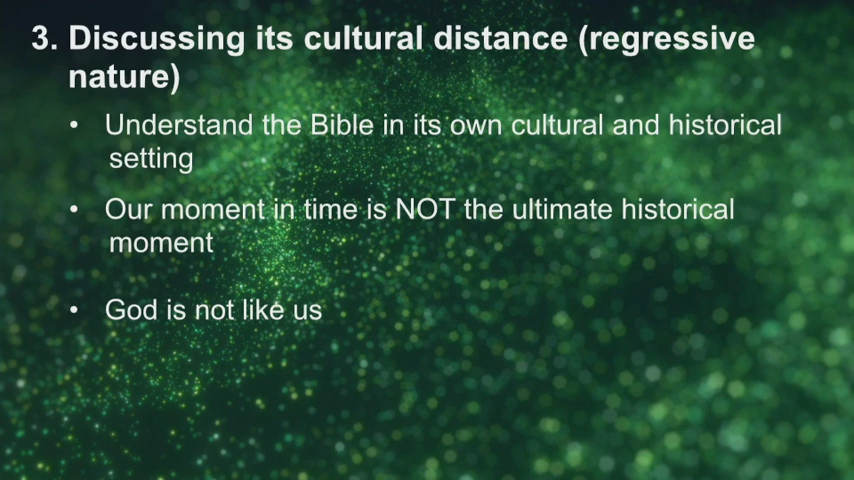 3. Discussing its cultural distance (regressive
nature)
• Understand the Bible in its own cultural and historical
setting
• Our moment in time is NOT the ultimate historical
moment
• God is not like us